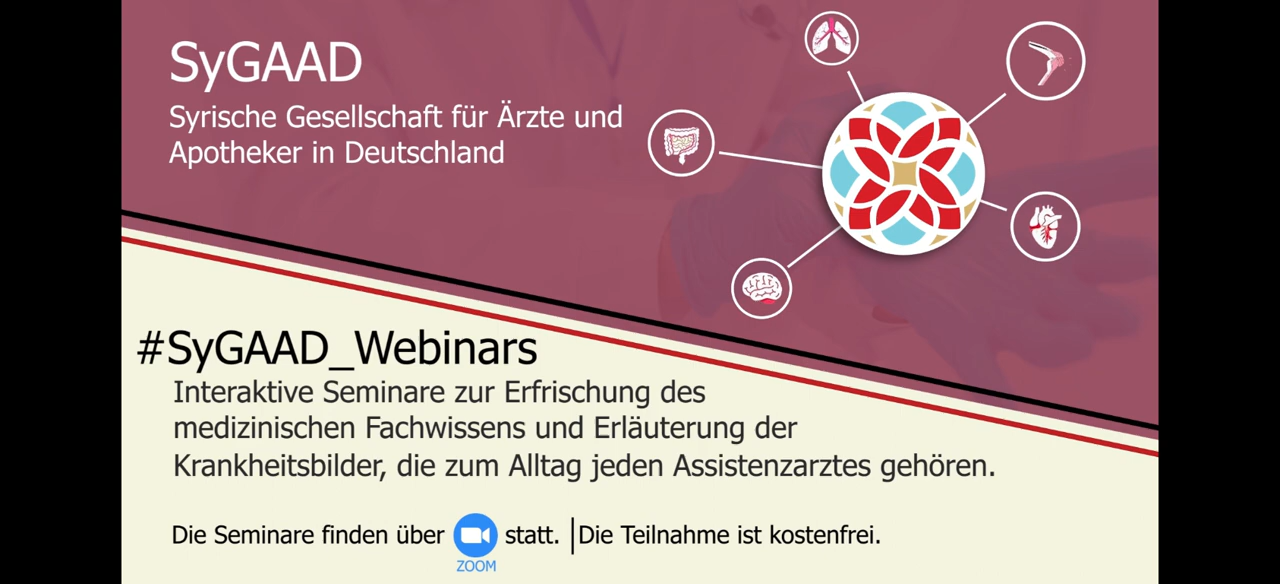 SyGAAD
Syrische Gesellschaft für Ärzte und
Apotheker in Deutschland
#SyGAAD_Webinars
Interaktive Seminare zur Erfrischung des
medizinischen Fachwissens und Erläuterung der
Krankheitsbilder, die zum Alltag jeden Assistenzarztes gehören.
Die Seminare finden über statt. |Die Teilnahme ist kostenfrei.
ZOOM